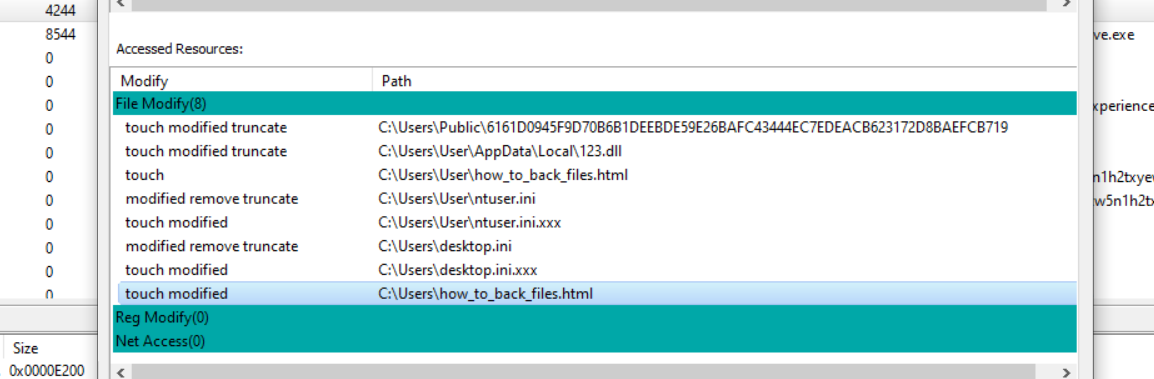 4244
8544
ve.exe
0
Accessed Resources:
0
Modify Path
0
File Modify(8)
xperience
0
touch modified truncate C:\Users\Public\6161D0945F9D70B6B1DEEBDE59E26BAFC43444EC7EDEACB623172D8BAEFCB719
0
touch modified truncate C:\Users\User\AppData\Local\123.dll
0
touch C:\Users\User\how_to_back_files.html
n1h2txyev
0
modified remove truncate C:\Users\User\ntuser.ini
w5n1h2tx
0
touch modified C:\Users\User\ntuser.ini.xxx
0
modified remove truncate C:\Users\desktop.ini
0
touch modified C:\Users\desktop.ini.xxx
0
touch modified C:\Users\how_to_back_files.html
Reg Modify(0)
Net Access(0)
Size
0x0000E200